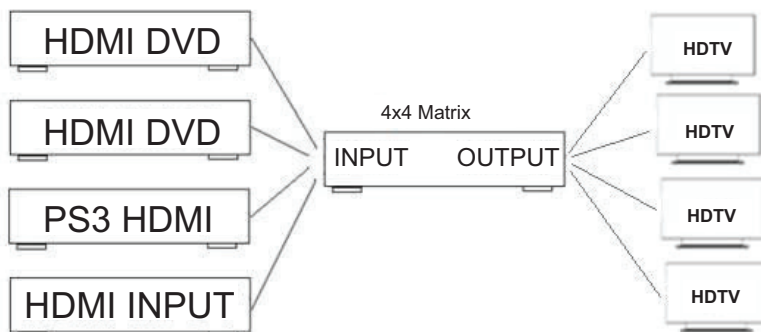 HDMI DVD
HDMI DVD
PS3 HDMI
HDMI INPUT
4x4 Matrix
INPUT OUTPUT
HDTV
HDTV
HDTV
HDTV